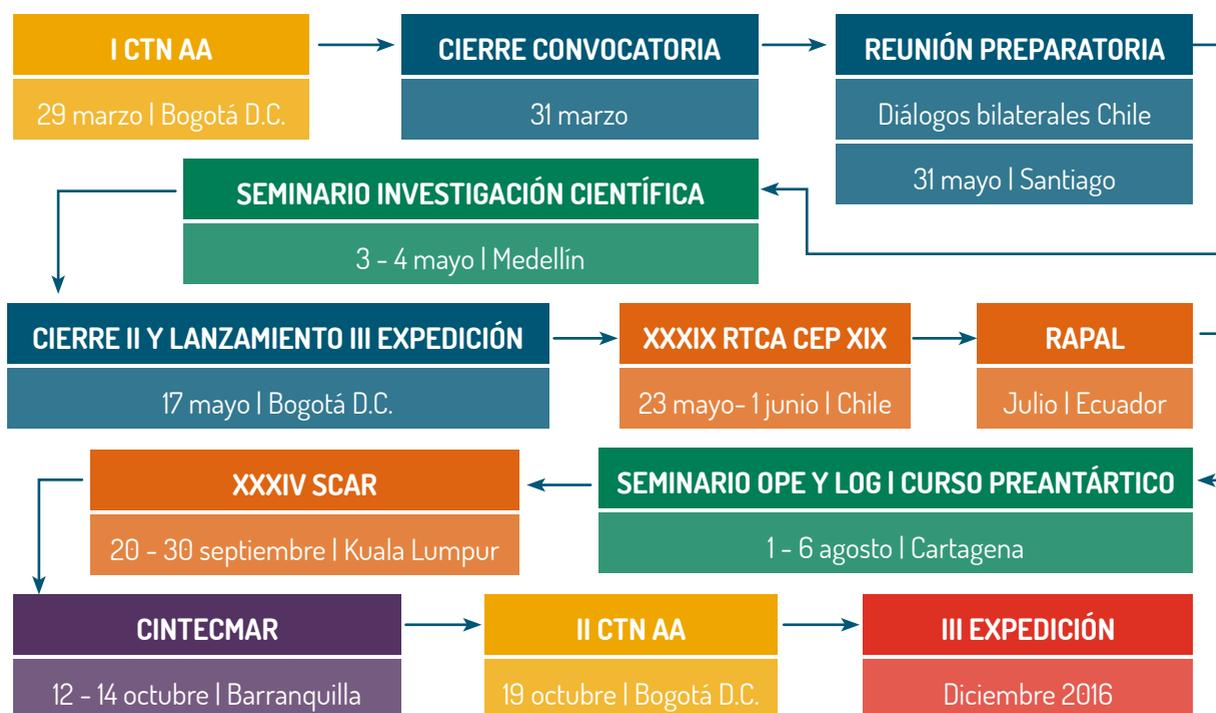 I CTN AA
29 marzo | Bogotá D.C.
CIERRE CONVOCATORIA
31 marzo
REUNIÓN PREPARATORIA
Diálogos bilaterales Chile
31 mayo | Santiago
SEMINARIO INVESTIGACIÓN CIENTÍFICA
3 - 4 mayo | Medellín
CIERRE II Y LANZAMIENTO III EXPEDICIÓN
17 mayo | Bogotá D.C.
XXXIX RTCA CEP XIX
23 mayo- 1 junio | Chile
RAPAL
Julio | Ecuador
SEMINARIO OPE Y LOG | CURSO PREANTÁRTICO
1 - 6 agosto | Cartagena
XXXIV SCAR
20 - 30 septiembre | Kuala Lumpur
CINTECMAR
12 - 14 octubre | Barranquilla
II CTN AA
19 octubre | Bogotá D.C.
III EXPEDICIÓN
Diciembre 2016